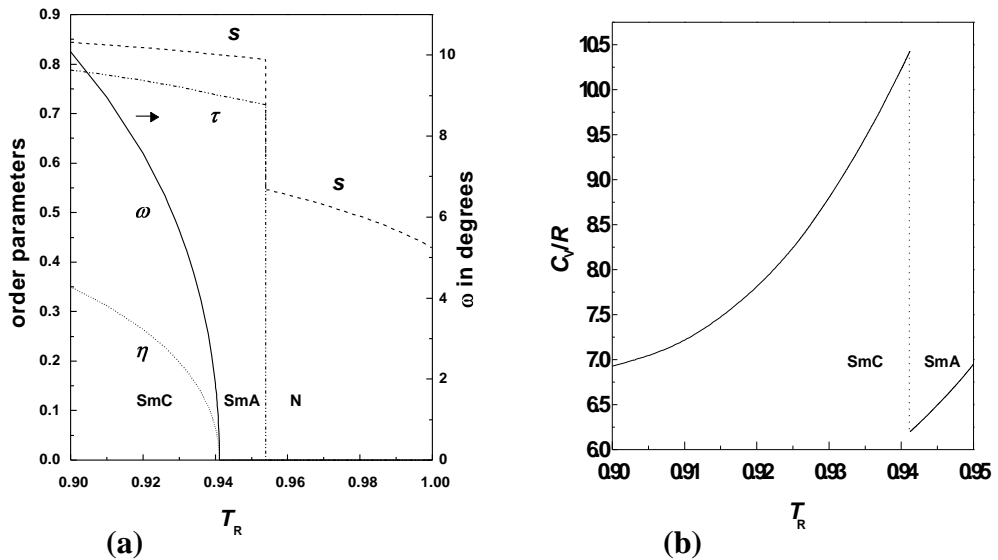 0.9
0.8
0.7
0.6
0.5
0.4
0.3
0.2
0.1
0.0
order parameters
S
τ
ω
S
η
SmC SmA N
10
8
6
4
2
0
ω in degrees
0.90 0.92 0.94 0.96 0.98 1.00
T_R
(a)
10.5
10.0
9.5
9.0
8.5
8.0
7.5
7.0
6.5
6.0
C_V/R
SmC SmA
0.90 0.91 0.92 0.93 0.94 0.95
T_R
(b)